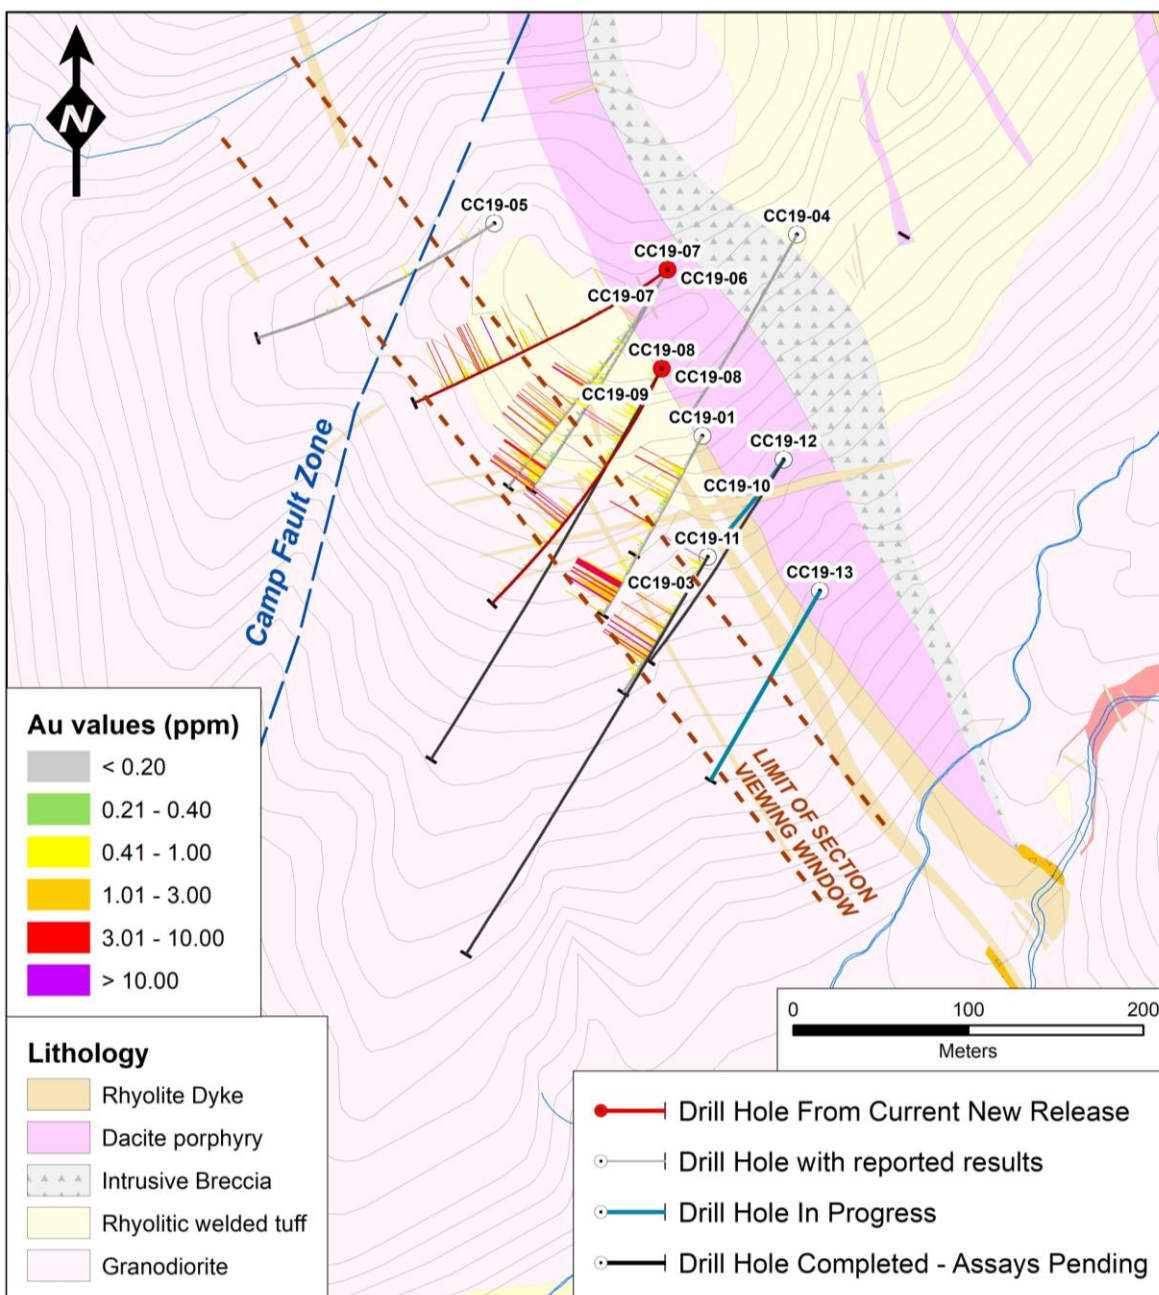 N
CC19-05
CC19-04
CC19-07
CC19-06
CC19-07
CC19-08
CC19-08
CC19-09
CC19-01
CC19-12
CC19-10
CC19-11
CC19-03
CC19-13
Camp Fault Zone
LIMIT OF SECTION
VIEWING WINDOW
Au values (ppm)
< 0.20
0.21 - 0.40
0.41 - 1.00
1.01 - 3.00
3.01 - 10.00
> 10.00
Lithology
Rhyolite Dyke
Dacite porphyry
Intrusive Breccia
Rhyolitic welded tuff
Granodiorite
0 100 200
Meters
Drill Hole From Current New Release
Drill Hole with reported results
Drill Hole In Progress
Drill Hole Completed - Assays Pending